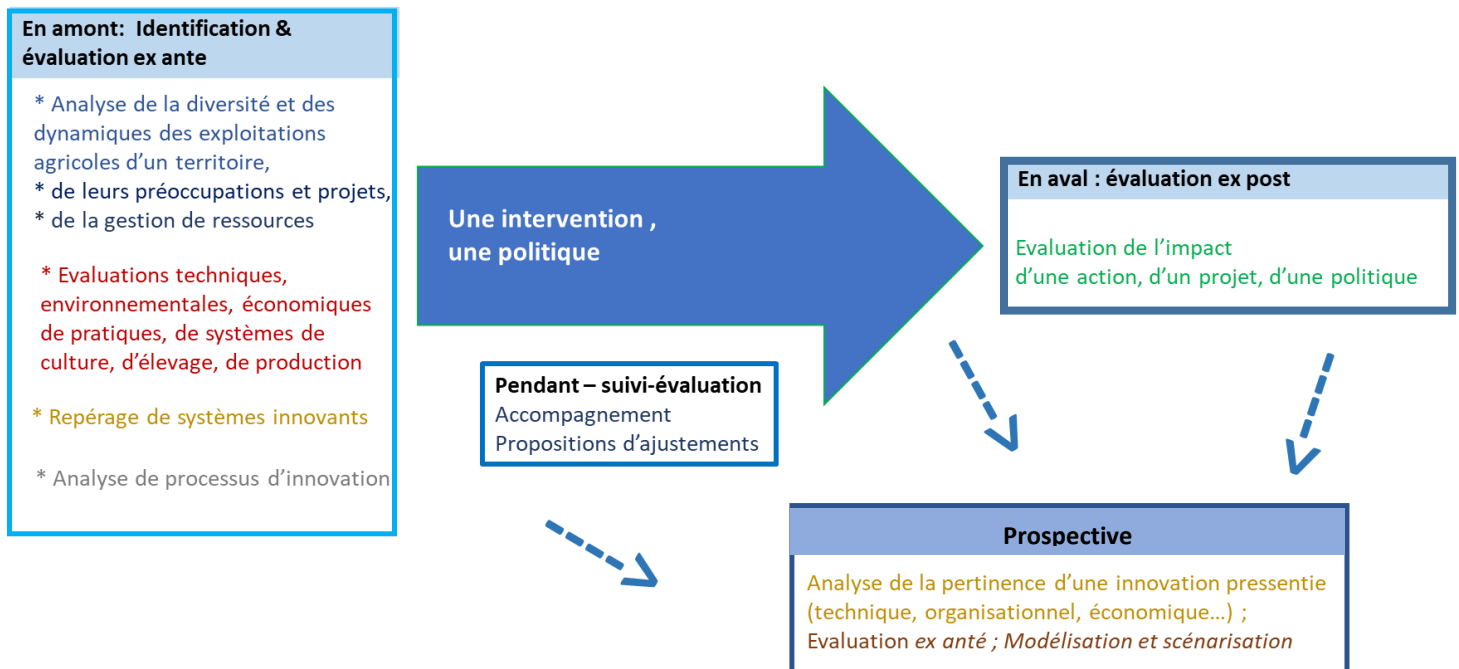 En amont:  Identification &
évaluation ex ante
* Analyse de la diversité et des
dynamiques des exploitations
agricoles d’un territoire,
* de leurs préoccupations et projets,
* de la gestion de ressources
* Evaluations techniques,
environnementales, économiques
de pratiques, de systèmes de
culture, d’élevage, de production
* Repérage de systèmes innovants
* Analyse de processus d’innovation
Une intervention ,
une politique
Pendant – suivi-évaluation
Accompagnement
Propositions d’ajustements
En aval : évaluation ex post
Evaluation de l’impact
d’une action, d’un projet, d’une politique
Prospective
Analyse de la pertinence d’une innovation pressentie
(technique, organisationnel, économique…) ;
Evaluation ex anté ; Modélisation et scénarisation